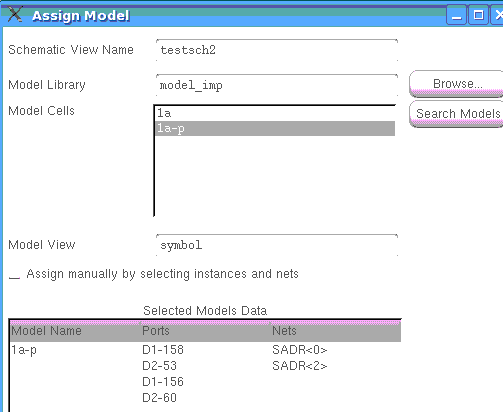 Assign Model
Schematic View Name testsch2
Model Library model_imp Browse...
Model Cells 1a Search Models
1a-p
Model View symbol
Assign manually by selecting instances and nets
Selected Models Data
Model Name Ports Nets
1a-p D1-158 SADR<0>
D2-53 SADR<2>
D1-156
D2-60